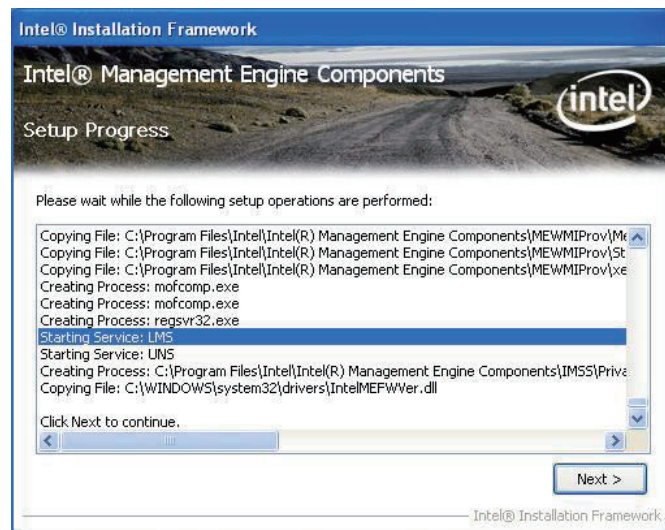 Intel® Installation Framework
Intel® Management Engine Components
intel
Setup Progress
Please wait while the following setup operations are performed:
Copying File: C:\Program Files\Intel\Intel(R) Management Engine Components\MEWMIProv\Me
Copying File: C:\Program Files\Intel\Intel(R) Management Engine Components\MEWMIProv\St
Copying File: C:\Program Files\Intel\Intel(R) Management Engine Components\MEWMIProv\xe
Creating Process: mofcomp.exe
Creating Process: mofcomp.exe
Creating Process: regsvr32.exe
Starting Service: LMS
Starting Service: UNS
Creating Process: C:\Program Files\Intel\Intel(R) Management Engine Components\IMSS\Priva
Copying File: C:\WINDOWS\system32\drivers\IntelMEFWVer.dll
Click Next to continue.
Next >
Intel® Installation Framework